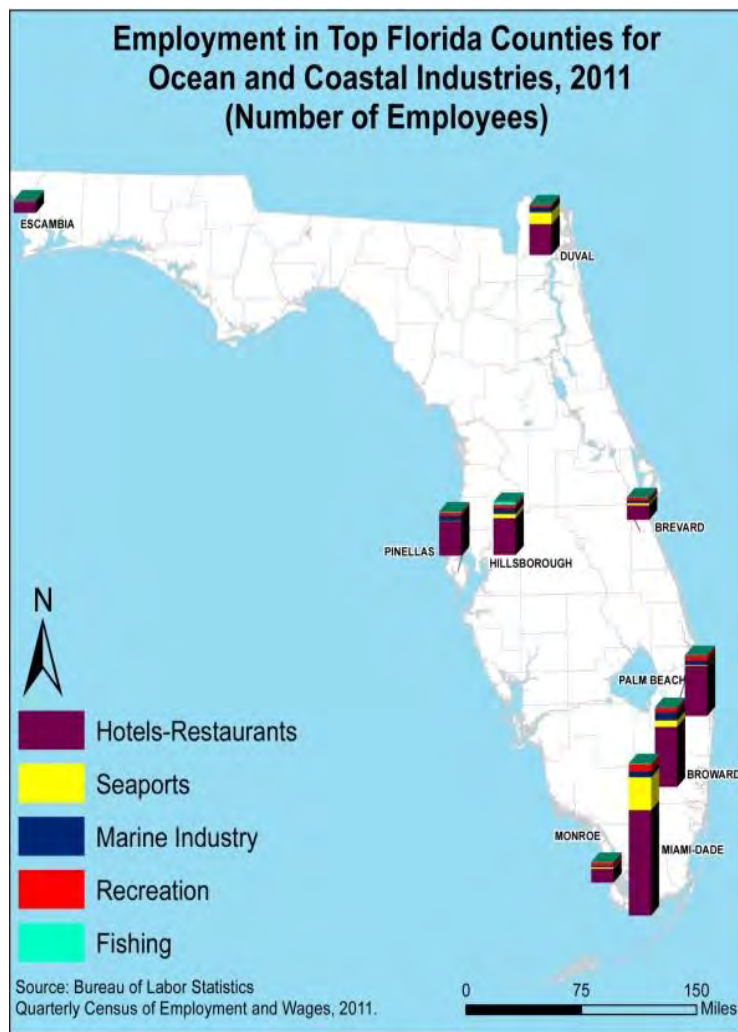 Employment in Top Florida Counties for
Ocean and Coastal Industries, 2011
(Number of Employees)
ESCAMBIA
DUVAL
BREVARD
PINELLAS
HILLSBOROUGH
N
PALM BEACH
Hotels-Restaurants
BROWARD
Seaports
Marine Industry
MONROE
MIAMI-DADE
Recreation
Fishing
Source: Bureau of Labor Statistics
Quarterly Census of Employment and Wages, 2011.
0 75 150
Miles